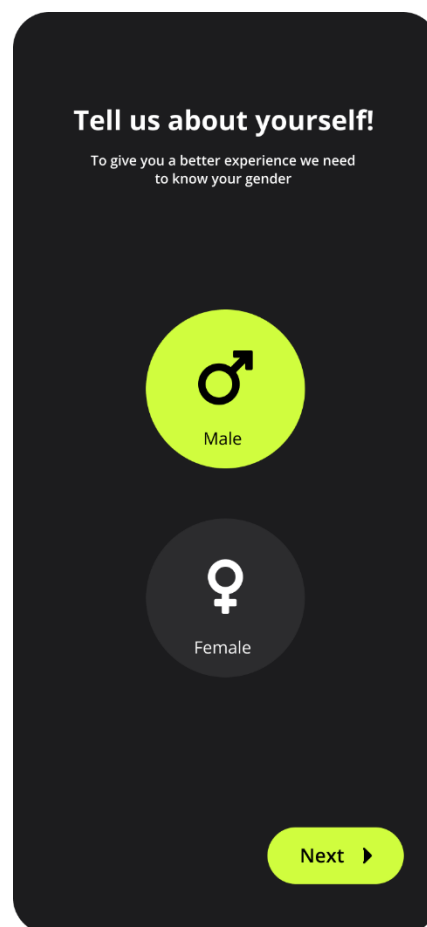 Tell us about yourself!
To give you a better experience we need
to know your gender
Male
Female
Next